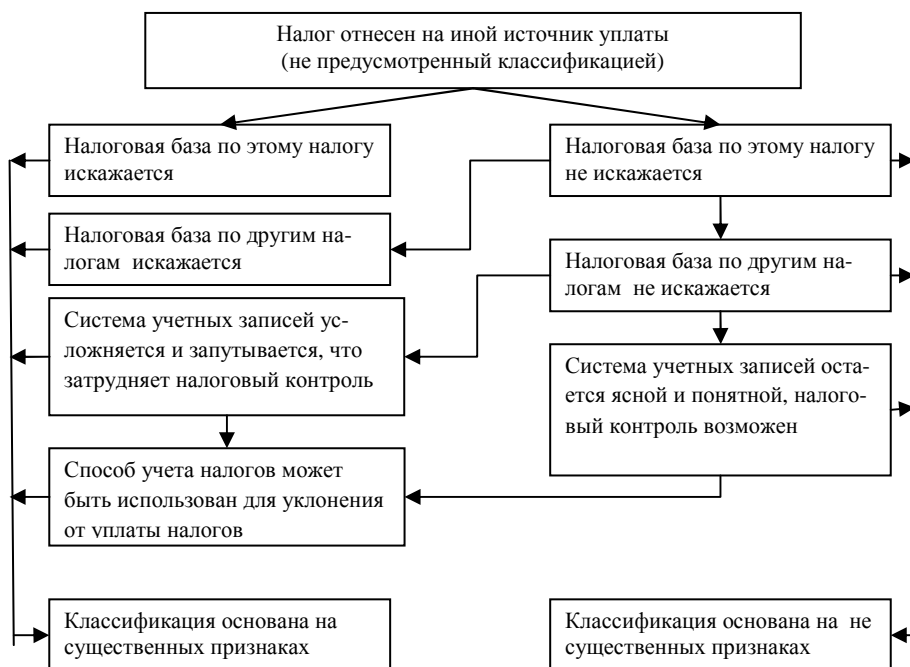 Налог отнесен на иной источник уплаты
(не предусмотренный классификацией)
Налоговая база по этому налогу
искажается
Налоговая база по этому налогу
не искажается
Налоговая база по другим на-
логам искажается
Налоговая база по другим на-
логам не искажается
Система учетных записей ус-
ложняется и запутывается, что
затрудняет налоговый контроль
Система учетных записей оста-
ется ясной и понятной, налого-
вый контроль возможен
Способ учета налогов может
быть использован для уклонения
от уплаты налогов
Классификация основана на
существенных признаках
Классификация основана на не
существенных признаках